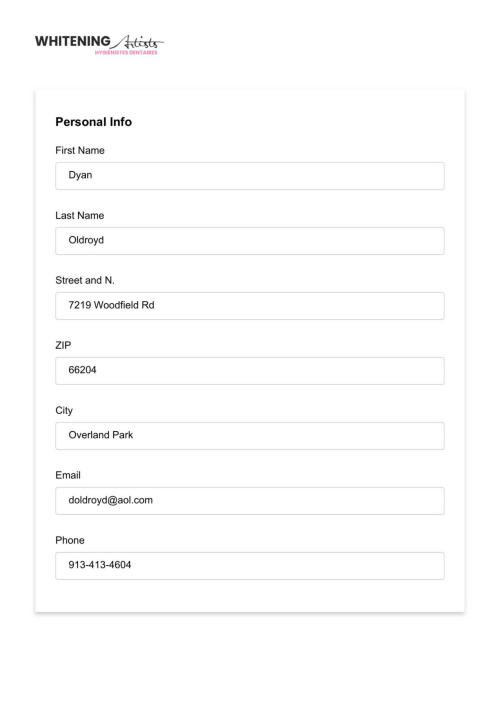 WHITENING Artists
HYGIÉNISTES DENTAIRES
Personal Info
First Name
Dyan
Last Name
Oldroyd
Street and N.
7219 Woodfield Rd
ZIP
66204
City
Overland Park
Email
doldroyd@aol.com
Phone
913-413-4604